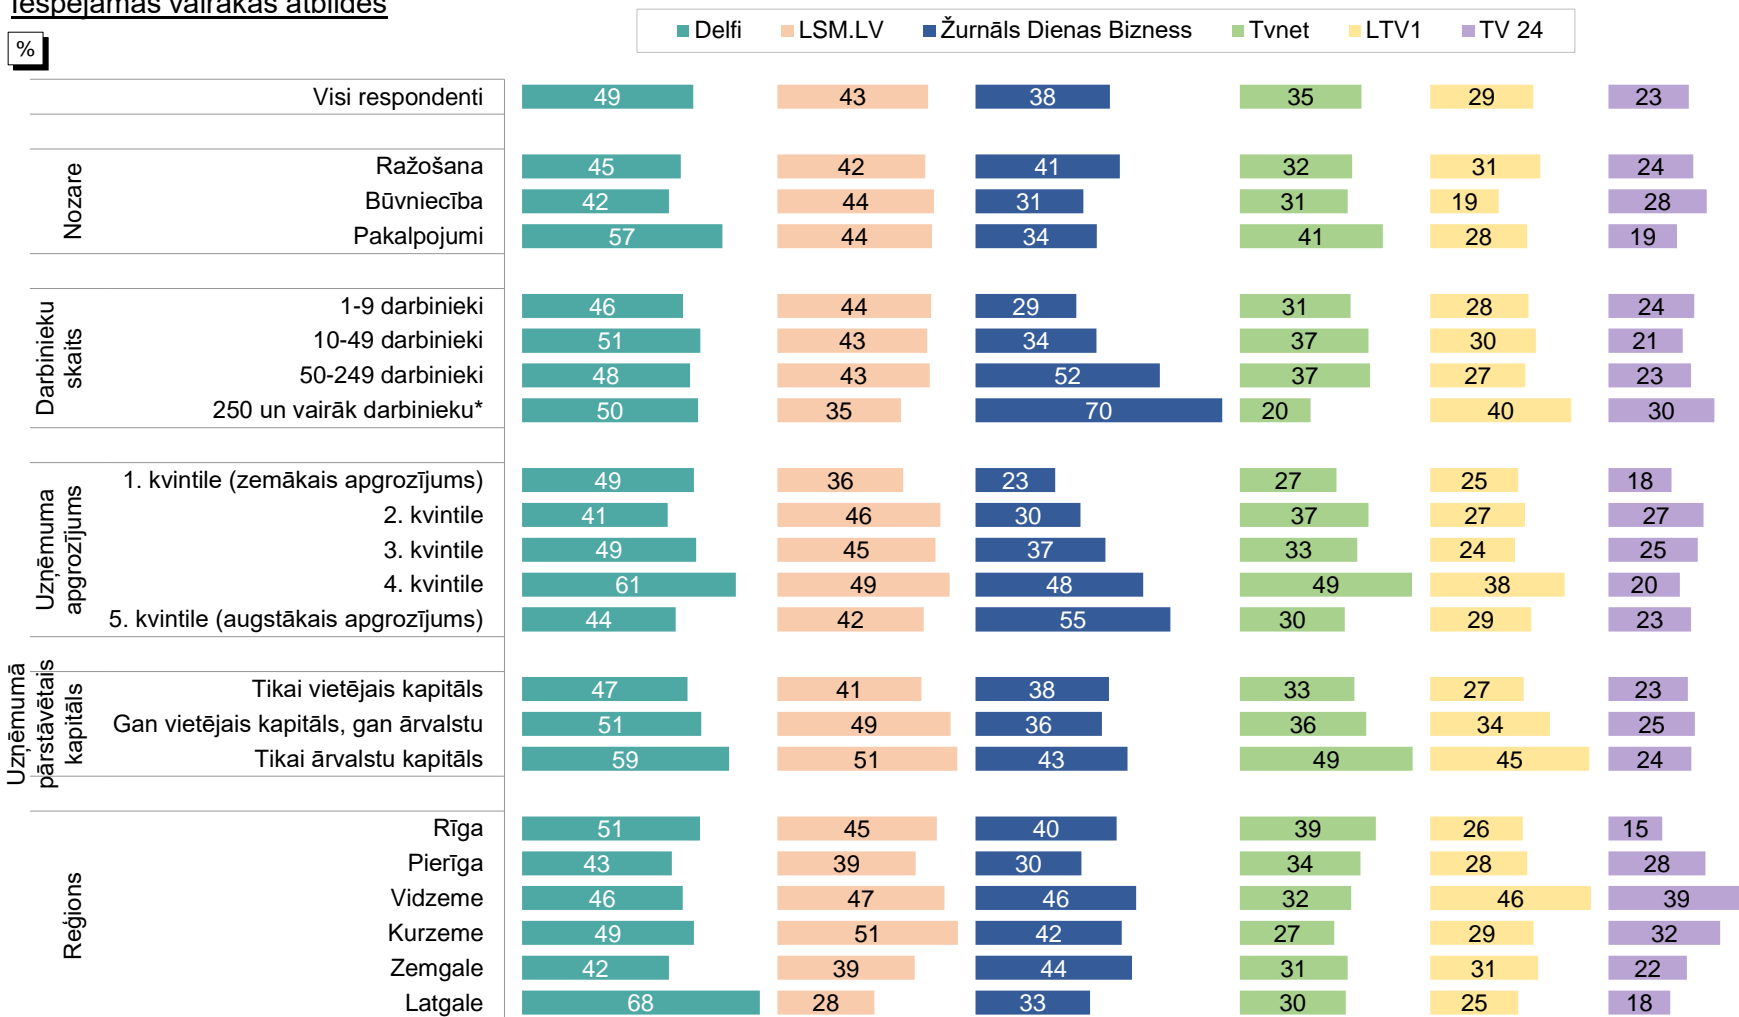 Iespējamas vairākas atbildes
%
Delfi LSM.LV Žurnāls Dienas Bizness Tvnet LTV1 TV 24
Visi respondenti 49 43 38 35 29 23
Nozare
Ražošana 45 42 41 32 31 24
Būvniecība 42 44 31 31 19 28
Pakalpojumi 57 44 34 41 28 19
Darbinieku
skaits
1-9 darbinieki 46 44 29 31 28 24
10-49 darbinieki 51 43 34 37 30 21
50-249 darbinieki 48 43 52 37 27 23
250 un vairāk darbinieku* 50 35 70 20 40 30
Uzņēmuma
apgrozījums
1. kvintile (zemākais apgrozījums) 49 36 23 27 25 18
2. kvintile 41 46 30 37 27 27
3. kvintile 49 45 37 33 24 25
4. kvintile 61 49 48 49 38 20
5. kvintile (augstākais apgrozījums) 44 42 55 30 29 23
Uzņēmumā
pārstāvētais
kapitāls
Tikai vietējais kapitāls 47 41 38 33 27 23
Gan vietējais kapitāls, gan ārvalstu 51 49 36 36 34 25
Tikai ārvalstu kapitāls 59 51 43 49 45 24
Reģions
Rīga 51 45 40 39 26 15
Pierīga 43 39 30 34 28 28
Vidzeme 46 47 46 32 46 39
Kurzeme 49 51 42 27 29 32
Zemgale 42 39 44 31 31 22
Latgale 68 28 33 30 25 18